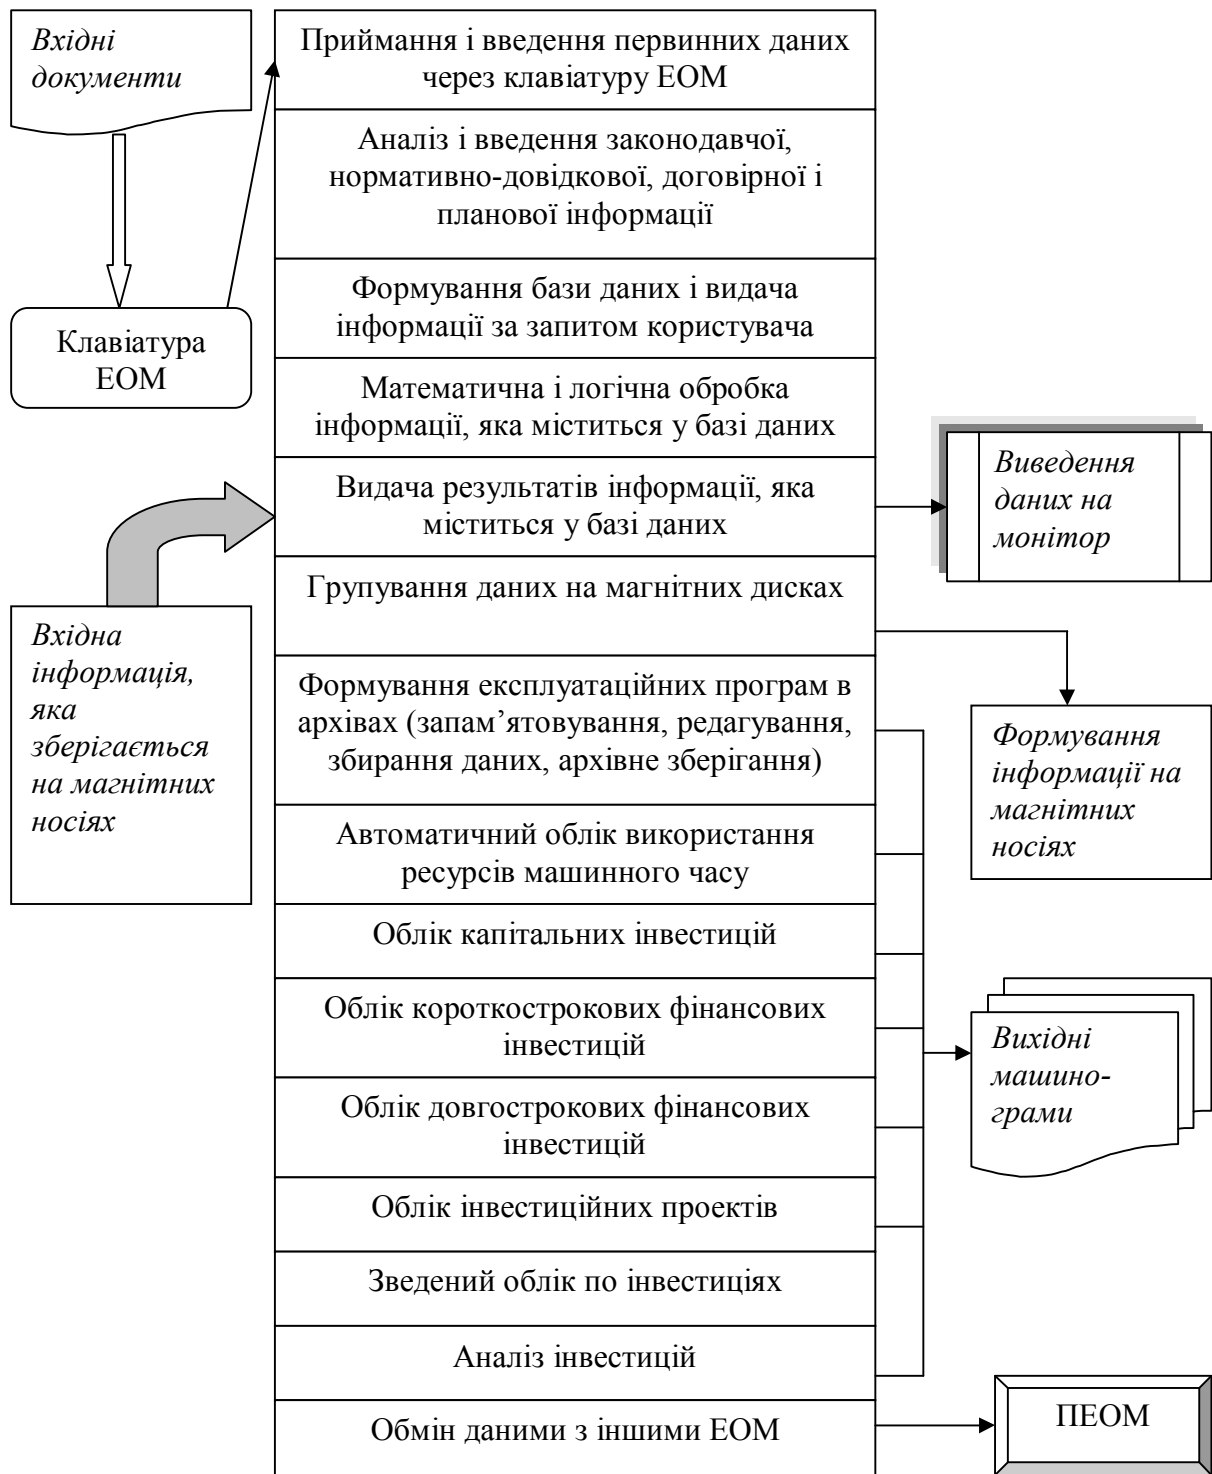 Вхідні
документи
Клавіатура
ЕОМ
Вхідна
інформація,
яка
зберігається
на магнітних
носіях
Приймання і введення первинних даних
через клавіатуру ЕОМ
Аналіз і введення законодавчої,
нормативно-довідкової, договірної і
планової інформації
Формування бази даних і видача
інформації за запитом користувача
Математична і логічна обробка
інформації, яка міститься у базі даних
Видача результатів інформації, яка
міститься у базі даних
Групування даних на магнітних дисках
Формування експлуатаційних програм в
архівах (запам’ятовування, редагування,
збирання даних, архівне зберігання)
Автоматичний облік використання
ресурсів машинного часу
Облік капітальних інвестицій
Облік короткострокових фінансових
інвестицій
Облік довгострокових фінансових
інвестицій
Облік інвестиційних проектів
Зведений облік по інвестиціях
Аналіз інвестицій
Обмін даними з іншими ЕОМ
Виведення
даних на
монітор
Формування
інформації на
магнітних
носіях
Вихідні
машино-
грами
ПЕОМ